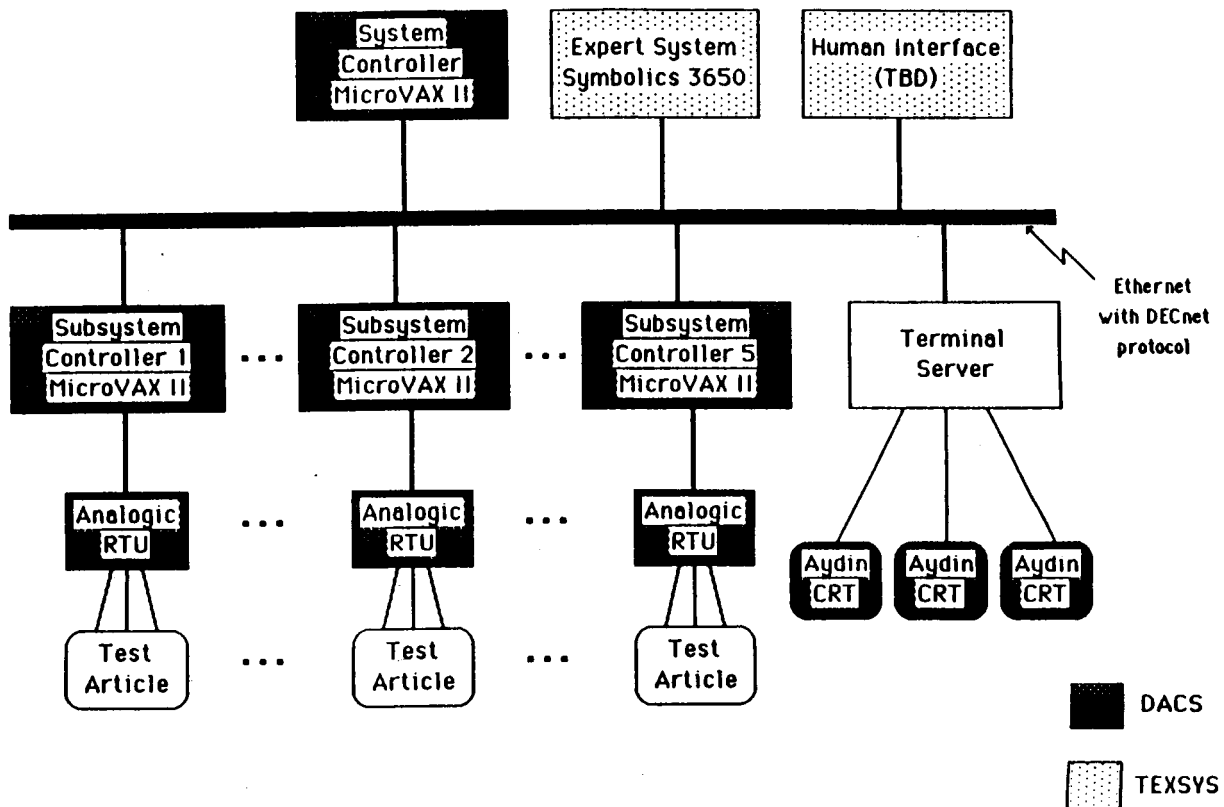 System
Controller
MicroVAX II
Expert System
Symbolics 3650
Human Interface
(TBD)
Ethernet
with DECnet
protocol
Subsystem
Controller 1
MicroVAX II
...
Subsystem
Controller 2
MicroVAX II
...
Subsystem
Controller 5
MicroVAX II
Terminal
Server
Analogic
RTU
...
Analogic
RTU
...
Analogic
RTU
Aydin
CRT
Aydin
CRT
Aydin
CRT
Test
Article
...
Test
Article
...
Test
Article
DACS
TEXSYS